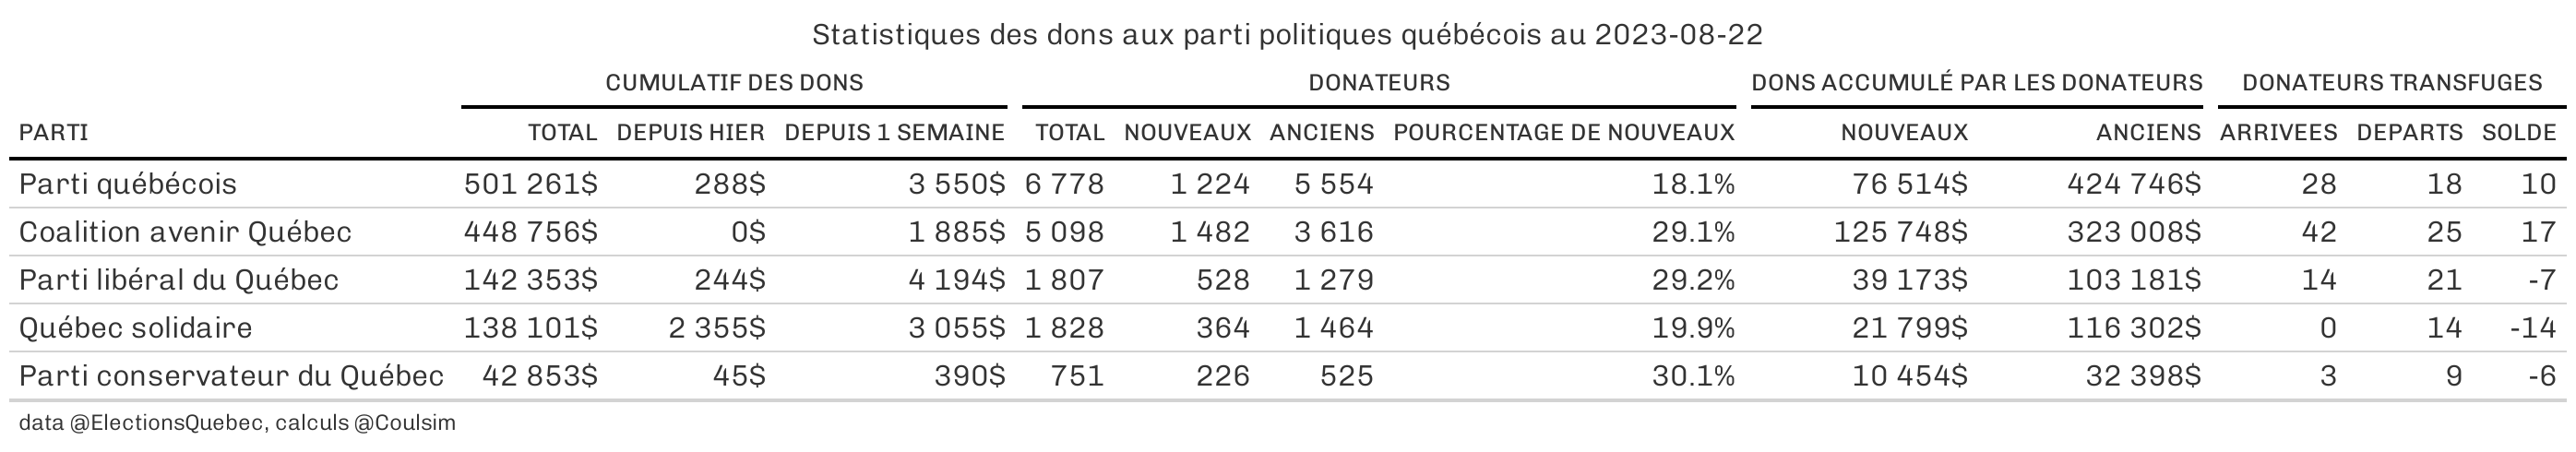 Statistiques des dons aux parti politiques québécois au 2023-08-22
CUMULATIF DES DONS DONATEURS DONS ACCUMULÉ PAR LES DONATEURS DONATEURS TRANSFUGES
PARTI TOTAL DEPUIS HIER DEPUIS 1 SEMAINE TOTAL NOUVEAUX ANCIENS POURCENTAGE DE NOUVEAUX NOUVEAUX ANCIENS ARRIVEES DEPARTS SOLDE
Parti québécois 501 261$ 288$ 3 550$ 6 778 1 224 5 554 18.1% 76 514$ 424 746$ 28 18 10
Coalition avenir Québec 448 756$ 0$ 1 885$ 5 098 1 482 3 616 29.1% 125 748$ 323 008$ 42 25 17
Parti libéral du Québec 142 353$ 244$ 4 194$ 1 807 528 1 279 29.2% 39 173$ 103 181$ 14 21 -7
Québec solidaire 138 101$ 2 355$ 3 055$ 1 828 364 1 464 19.9% 21 799$ 116 302$ 0 14 -14
Parti conservateur du Québec 42 853$ 45$ 390$ 751 226 525 30.1% 10 454$ 32 398$ 3 9 -6
data @ElectionsQuebec, calculs @Coulsim